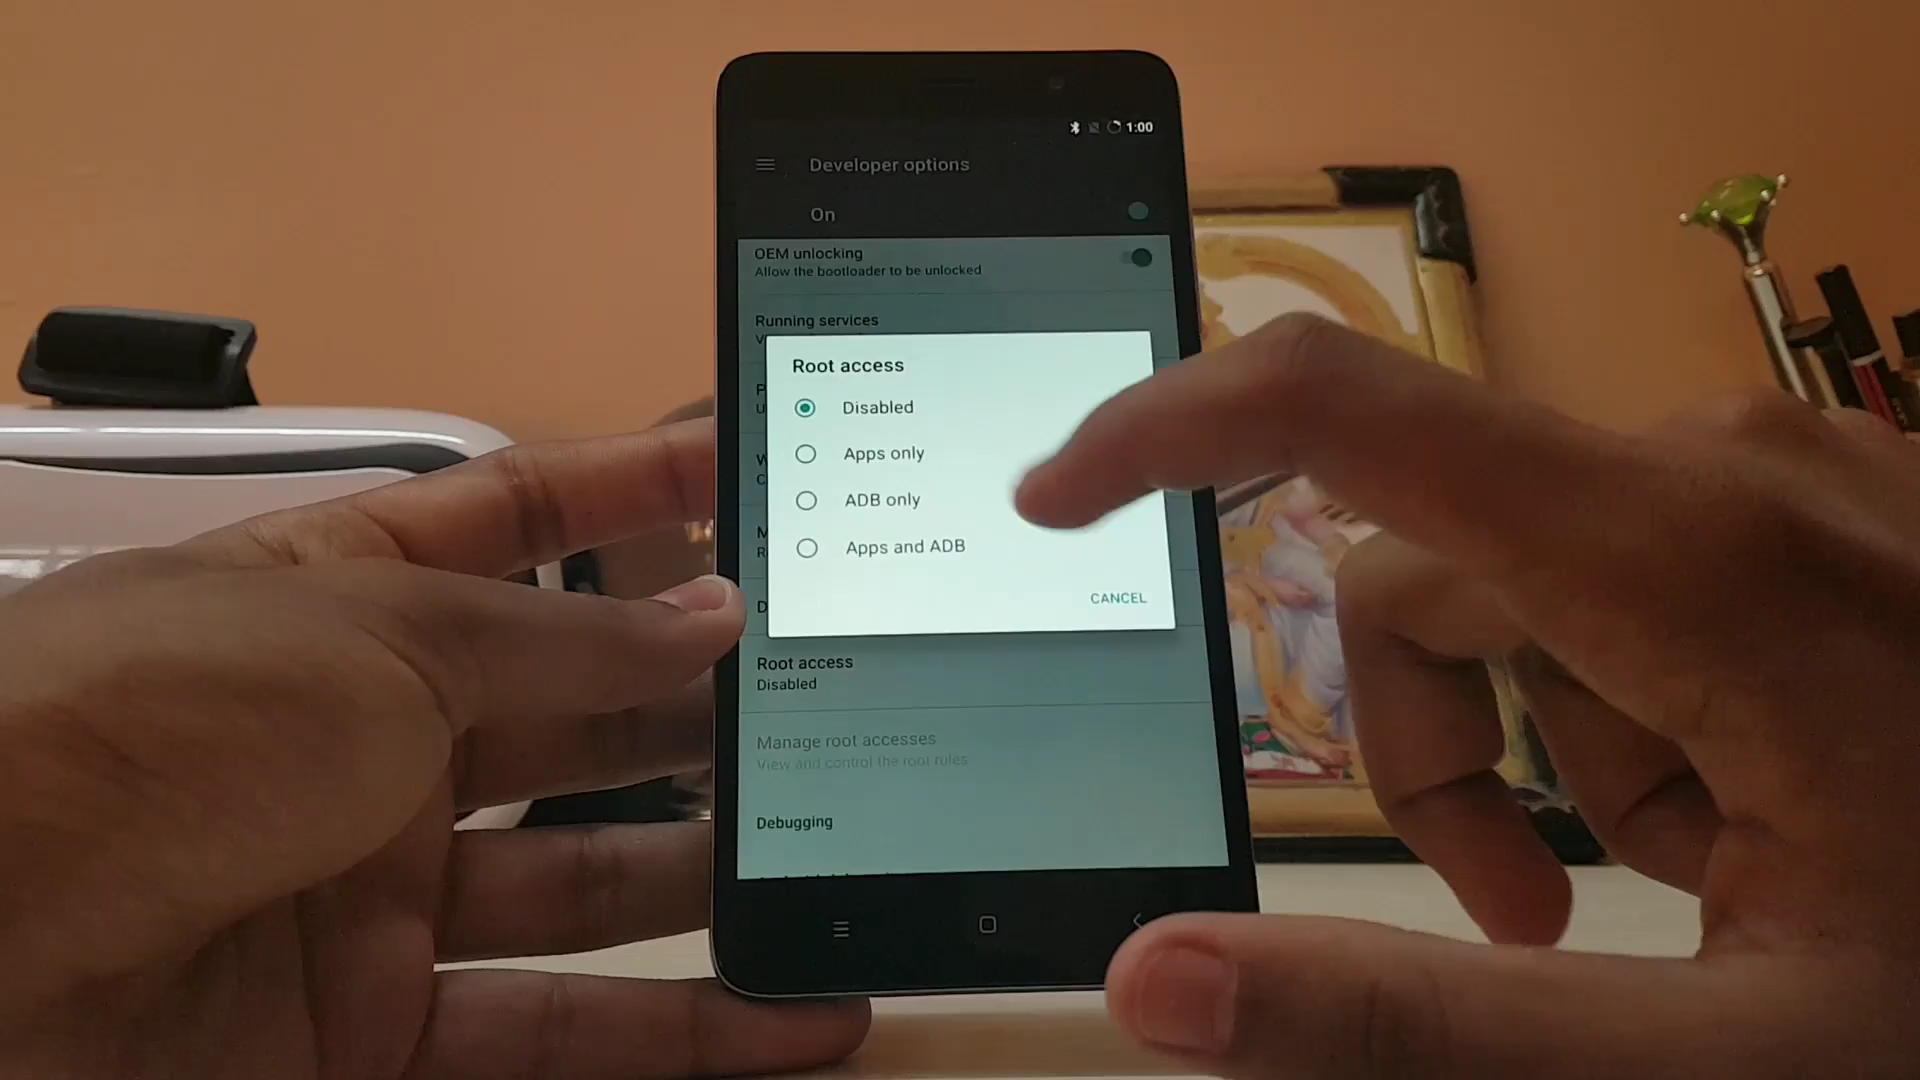 1:00
Developer options
On
OEM unlocking
Allow the bootloader to be unlocked
Running services
Root access
Disabled
Apps only
ADB only
Apps and ADB
CANCEL
Root access
Disabled
Manage root accesses
View and control the root rules
Debugging